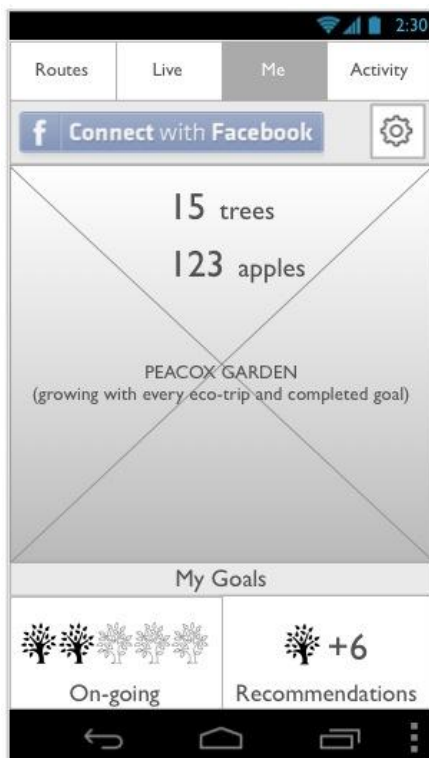 2:30
Routes Live Me Activity
f Connect with Facebook
15 trees
123 apples
PEACOX GARDEN
(growing with every eco-trip and completed goal)
My Goals
+6
On-going Recommendations